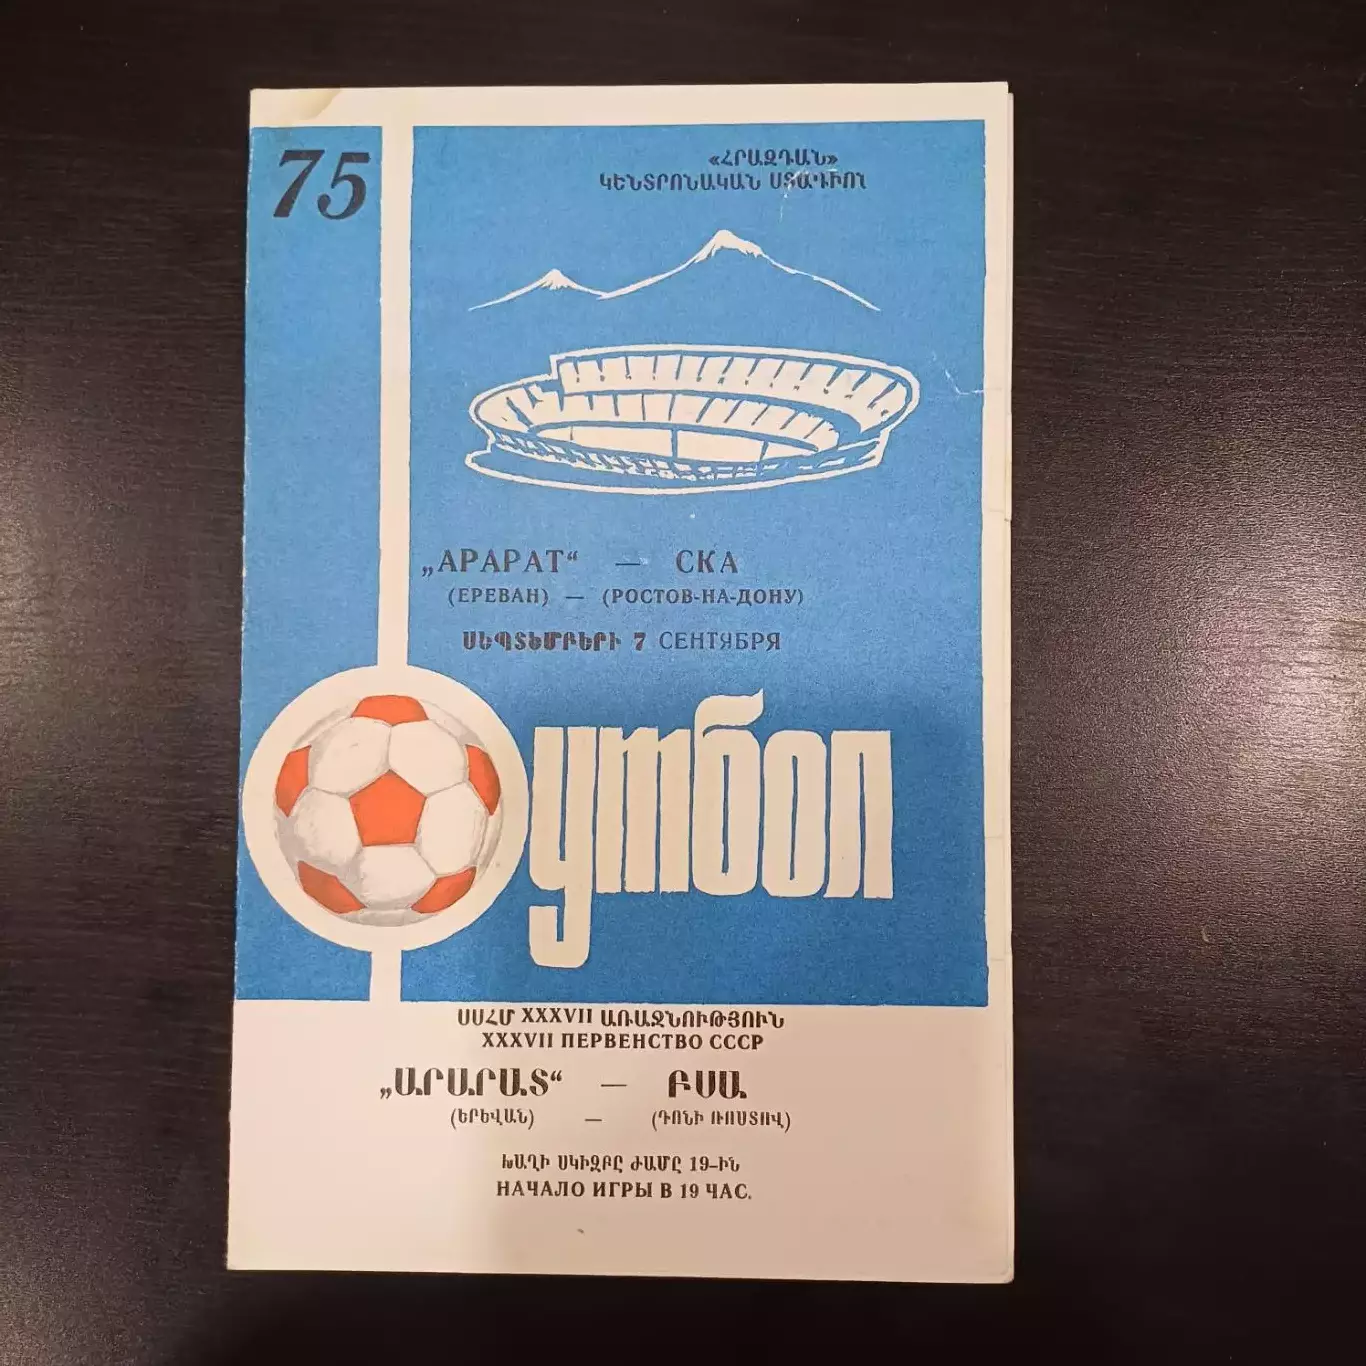 75
«ՀՐԱԶԴԱՆ»
ԿԵՆՏՐՈՆԱԿԱՆ ՍՏԱԴԻՈՆ
„АРАРАТ“ — СКА
(ЕРЕВАН) — (РОСТОВ-НА-ДОНУ)
ՍԵՊՏԵՄԲԵՐԻ 7 СЕНТЯБРЯ
Футбол
ՍՍՀՄ XXXVII ԱՌԱՋՆՈՒԹՅՈՒՆ
XXXVII ПЕРВЕНСТВО СССР
„ԱՐԱՐԱՏ“ — ԲՍԱ
(ԵՐԵՎԱՆ) — (ԴՈՆԻ ՌՈՍՏՈՎ)
ԽԱՂԻ ՍԿԻԶԲԸ ԺԱՄԸ 19-ԻՆ
НАЧАЛО ИГРЫ В 19 ЧАС.